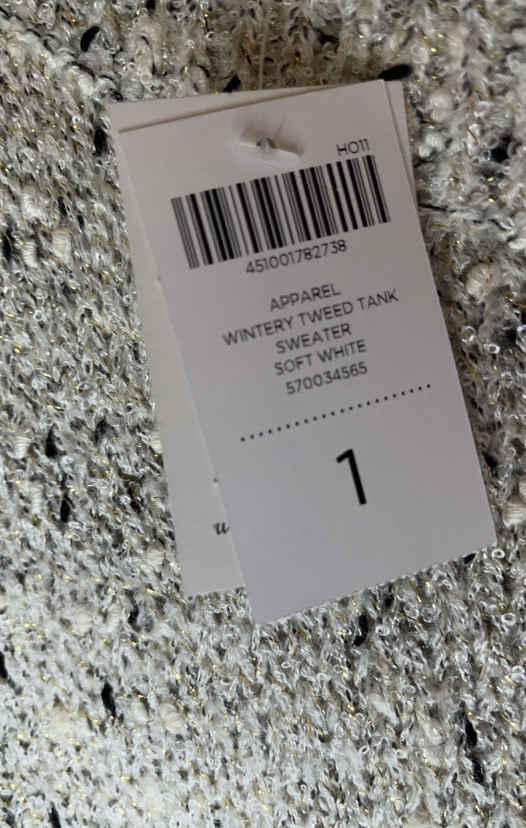 HO11
451001782738
APPAREL
WINTERY TWEED TANK
SWEATER
SOFT WHITE
570034565
1